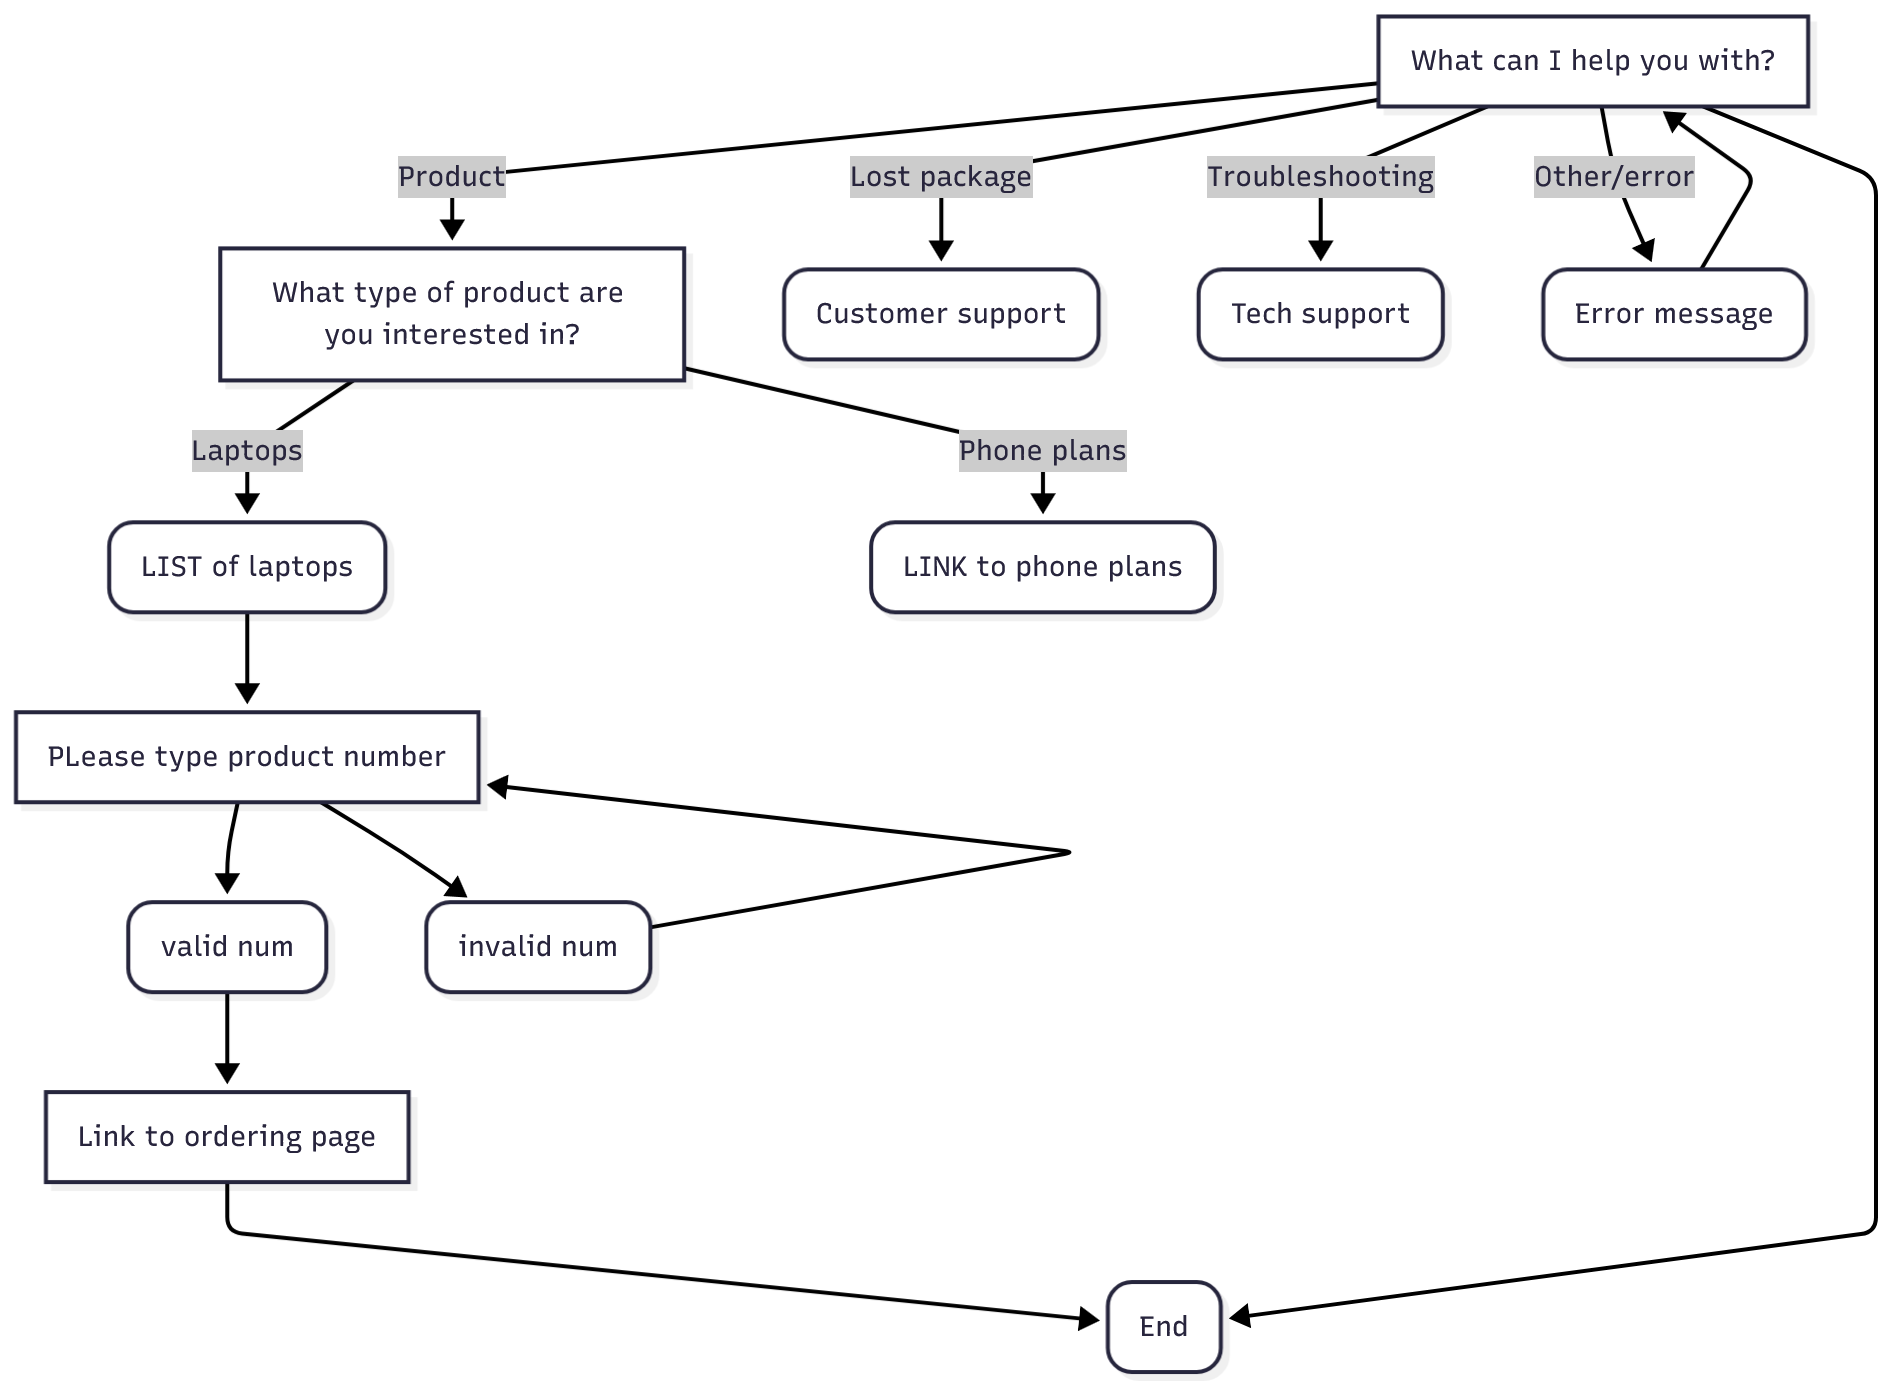 What can I help you with?
Product
Lost package
Troubleshooting
Other/error
What type of product are
you interested in?
Customer support
Tech support
Error message
Laptops
Phone plans
LIST of laptops
LINK to phone plans
PLease type product number
valid num
invalid num
Link to ordering page
End